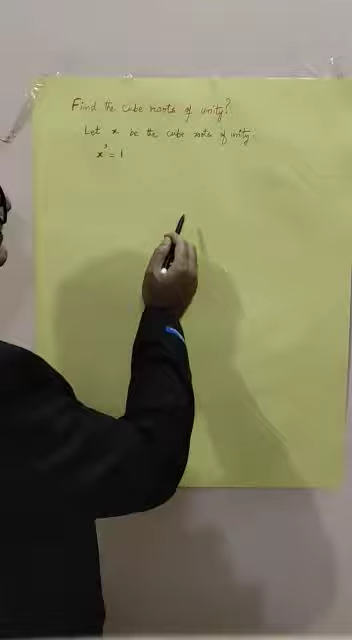 Find the cube roots of unity?
Let x be the cube roots of unity.
x³ = 1